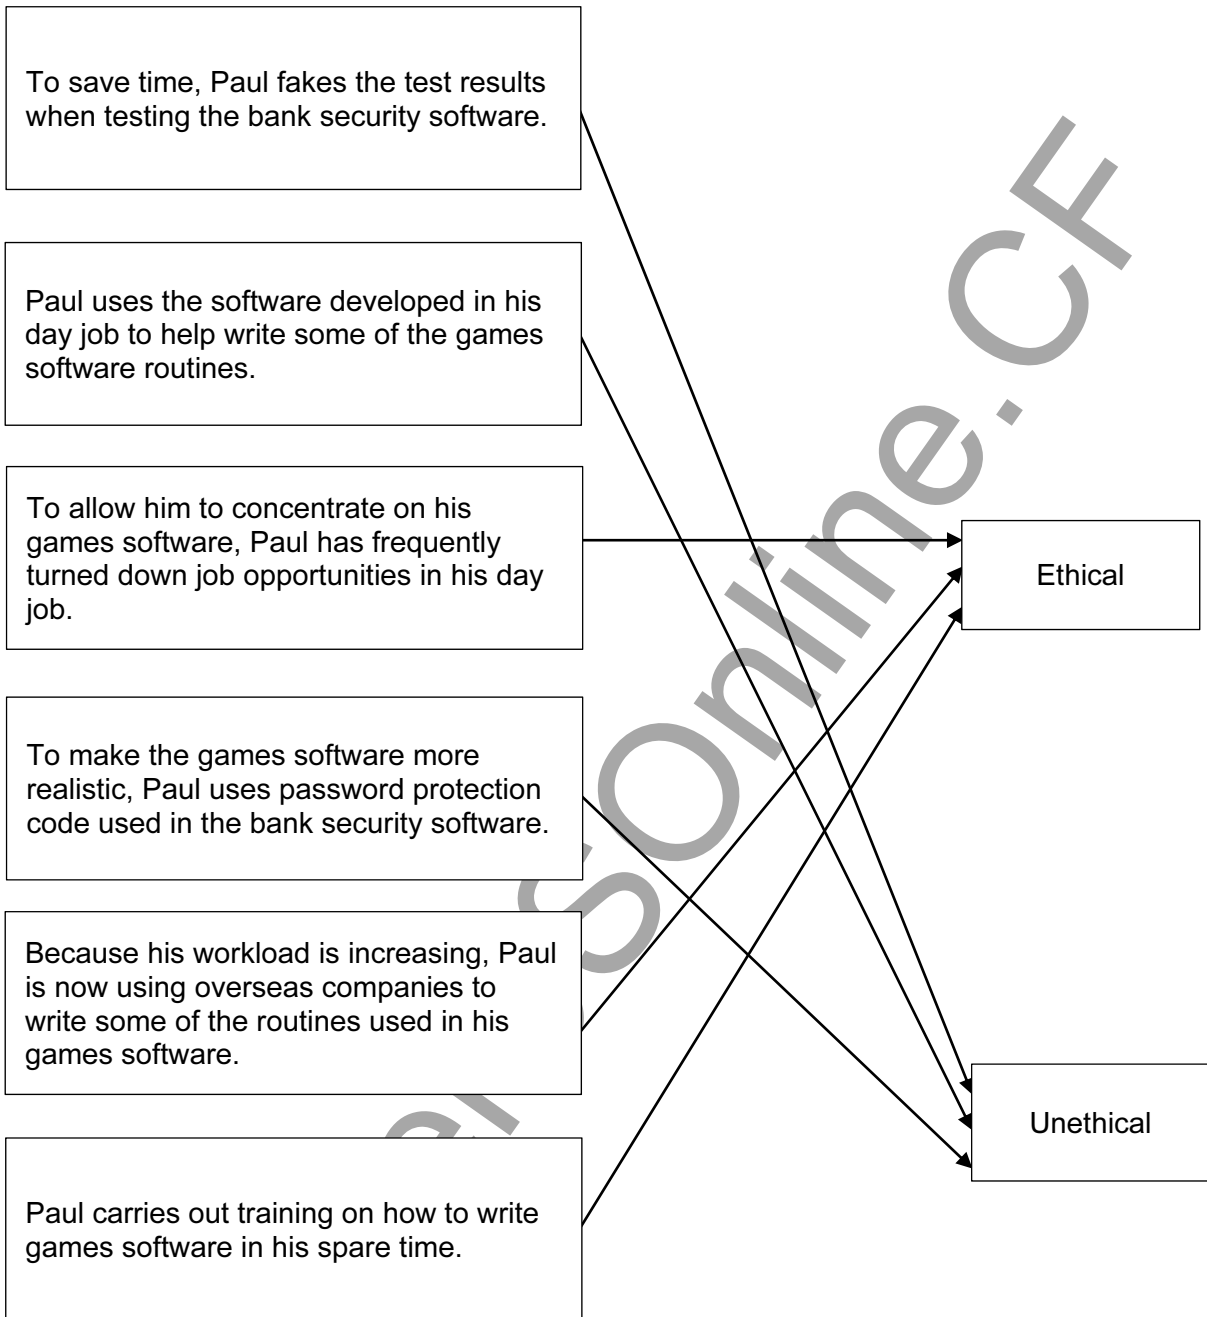 To save time, Paul fakes the test results
when testing the bank security software.
Paul uses the software developed in his
day job to help write some of the games
software routines.
To allow him to concentrate on his
games software, Paul has frequently
turned down job opportunities in his day
job.
Ethical
To make the games software more
realistic, Paul uses password protection
code used in the bank security software.
Because his workload is increasing, Paul
is now using overseas companies to
write some of the routines used in his
games software.
Unethical
Paul carries out training on how to write
games software in his spare time.
SOnline.CF